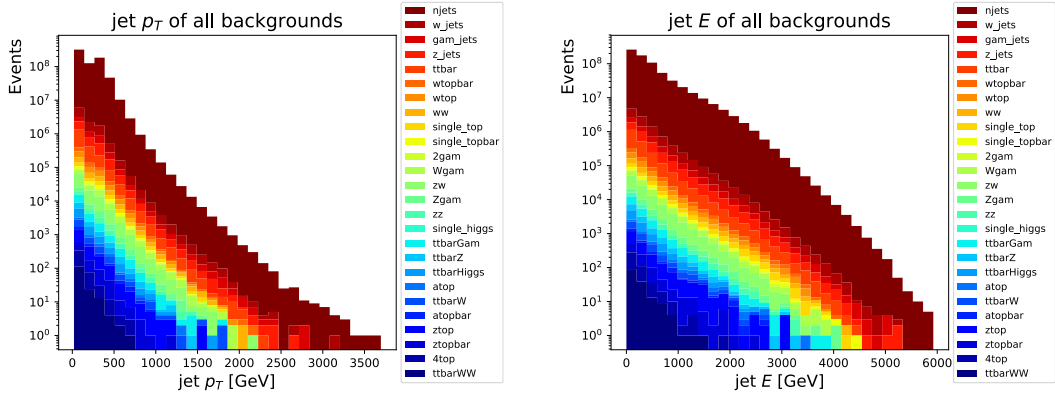 jet p_T of all backgrounds
Events
10^8
10^7
10^6
10^5
10^4
10^3
10^2
10^1
10^0
0 500 1000 1500 2000 2500 3000 3500
jet p_T [GeV]
njets
w_jets
gam_jets
z_jets
ttbar
wtopbar
wtop
ww
single_top
single_topbar
2gam
Wgam
zw
Zgam
zz
single_higgs
ttbarGam
ttbarZ
ttbarHiggs
atop
ttbarW
atopbar
ztop
ztopbar
4top
ttbarWW
jet E of all backgrounds
Events
10^8
10^7
10^6
10^5
10^4
10^3
10^2
10^1
10^0
0 1000 2000 3000 4000 5000 6000
jet E [GeV]
njets
w_jets
gam_jets
z_jets
ttbar
wtopbar
wtop
ww
single_top
single_topbar
2gam
Wgam
zw
Zgam
zz
single_higgs
ttbarGam
ttbarZ
ttbarHiggs
atop
ttbarW
atopbar
ztop
ztopbar
4top
ttbarWW